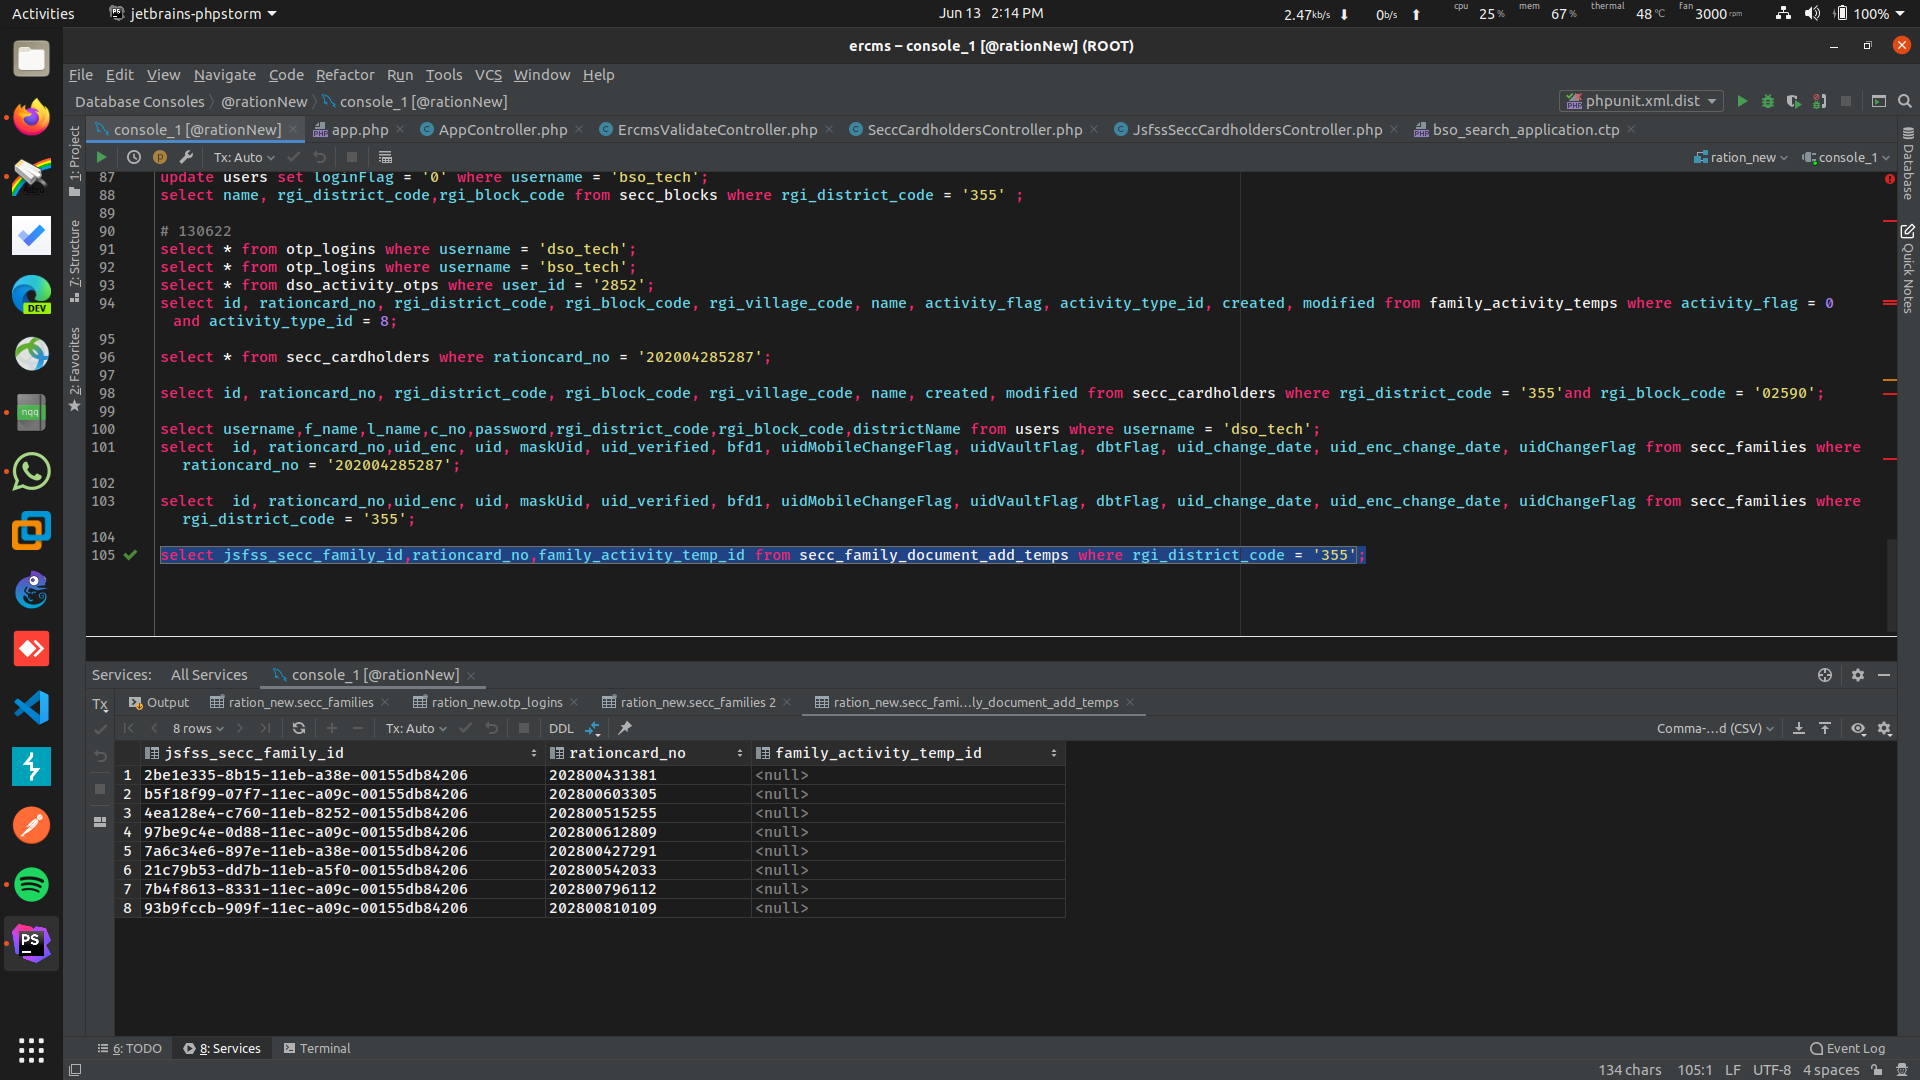 Activities
jetbrains-phpstorm
Jun 13 2:14 PM
2.47kb/s 0b/s cpu 25% mem 67% thermal 48°C fan 3000rpm 100%
ercms – console_1 [@rationNew] (ROOT)
File Edit View Navigate Code Refactor Run Tools VCS Window Help
Database Consoles @rationNew console_1 [@rationNew]
phpunit.xml.dist
console_1 [@rationNew] app.php AppController.php ErcmsValidateController.php SeccCardholdersController.php JsfssSeccCardholdersController.php bso_search_application.ctp
Tx: Auto
ration_new console_1
1: Project
7: Structure
2: Favorites
Database
Quick Notes
87 update users set loginFlag = '0' where username = 'bso_tech';
88 select name, rgi_district_code,rgi_block_code from secc_blocks where rgi_district_code = '355' ;
89
90 # 130622
91 select * from otp_logins where username = 'dso_tech';
92 select * from otp_logins where username = 'bso_tech';
93 select * from dso_activity_otps where user_id = '2852';
94 select id, rationcard_no, rgi_district_code, rgi_block_code, rgi_village_code, name, activity_flag, activity_type_id, created, modified from family_activity_temps where activity_flag = 0
and activity_type_id = 8;
95
96 select * from secc_cardholders where rationcard_no = '202004285287';
97
98 select id, rationcard_no, rgi_district_code, rgi_block_code, rgi_village_code, name, created, modified from secc_cardholders where rgi_district_code = '355'and rgi_block_code = '02590';
99
100 select username,f_name,l_name,c_no,password,rgi_district_code,rgi_block_code,districtName from users where username = 'dso_tech';
101 select id, rationcard_no,uid_enc, uid, maskUid, uid_verified, bfd1, uidMobileChangeFlag, uidVaultFlag, dbtFlag, uid_change_date, uid_enc_change_date, uidChangeFlag from secc_families where
rationcard_no = '202004285287';
102
103 select id, rationcard_no,uid_enc, uid, maskUid, uid_verified, bfd1, uidMobileChangeFlag, uidVaultFlag, dbtFlag, uid_change_date, uid_enc_change_date, uidChangeFlag from secc_families where
rgi_district_code = '355';
104
105 select jsfss_secc_family_id,rationcard_no,family_activity_temp_id from secc_family_document_add_temps where rgi_district_code = '355';
Services: All Services console_1 [@rationNew]
Tx Output ration_new.secc_families ration_new.otp_logins ration_new.secc_families 2 ration_new.secc_fami...ly_document_add_temps
8 rows Tx: Auto DDL Comma-...d (CSV)
jsfss_secc_family_id rationcard_no family_activity_temp_id
1 2be1e335-8b15-11eb-a38e-00155db84206 202800431381 <null>
2 b5f18f99-07f7-11ec-a09c-00155db84206 202800603305 <null>
3 4ea128e4-c760-11eb-8252-00155db84206 202800515255 <null>
4 97be9c4e-0d88-11ec-a09c-00155db84206 202800612809 <null>
5 7a6c34e6-897e-11eb-a38e-00155db84206 202800427291 <null>
6 21c79b53-dd7b-11eb-a5f0-00155db84206 202800542033 <null>
7 7b4f8613-8331-11ec-a09c-00155db84206 202800796112 <null>
8 93b9fccb-909f-11ec-a09c-00155db84206 202800810109 <null>
6: TODO 8: Services Terminal Event Log
134 chars 105:1 LF UTF-8 4 spaces
DEV
nqq
PS